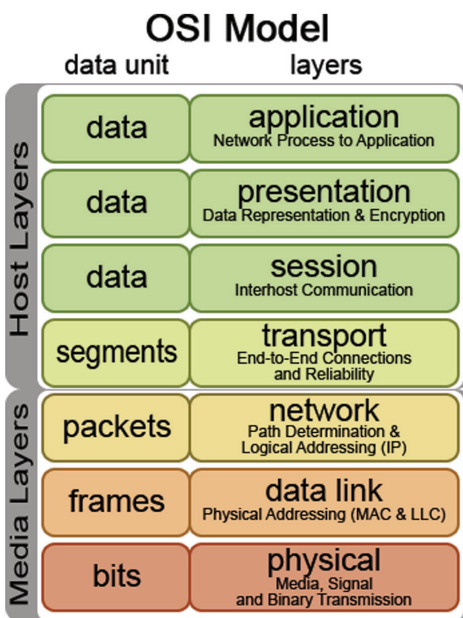 OSI Model
data unit layers
Host Layers
data application
Network Process to Application
data presentation
Data Representation & Encryption
data session
Interhost Communication
segments transport
End-to-End Connections
and Reliability
Media Layers
packets network
Path Determination &
Logical Addressing (IP)
frames data link
Physical Addressing (MAC & LLC)
bits physical
Media, Signal
and Binary Transmission